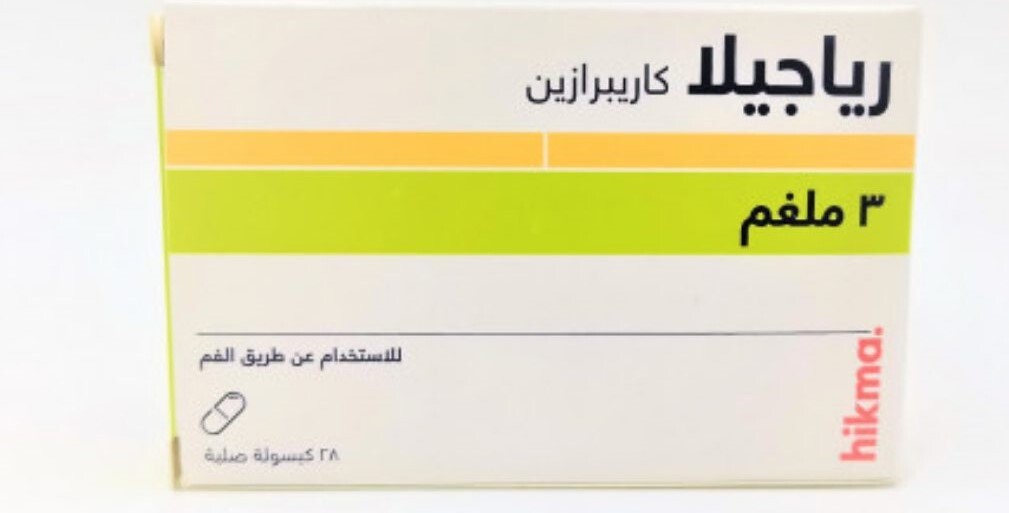 رياجيلا كاريبرازين
٣ ملغم
للاستخدام عن طريق الفم
٢٨ كبسولة صلبة
hikma.